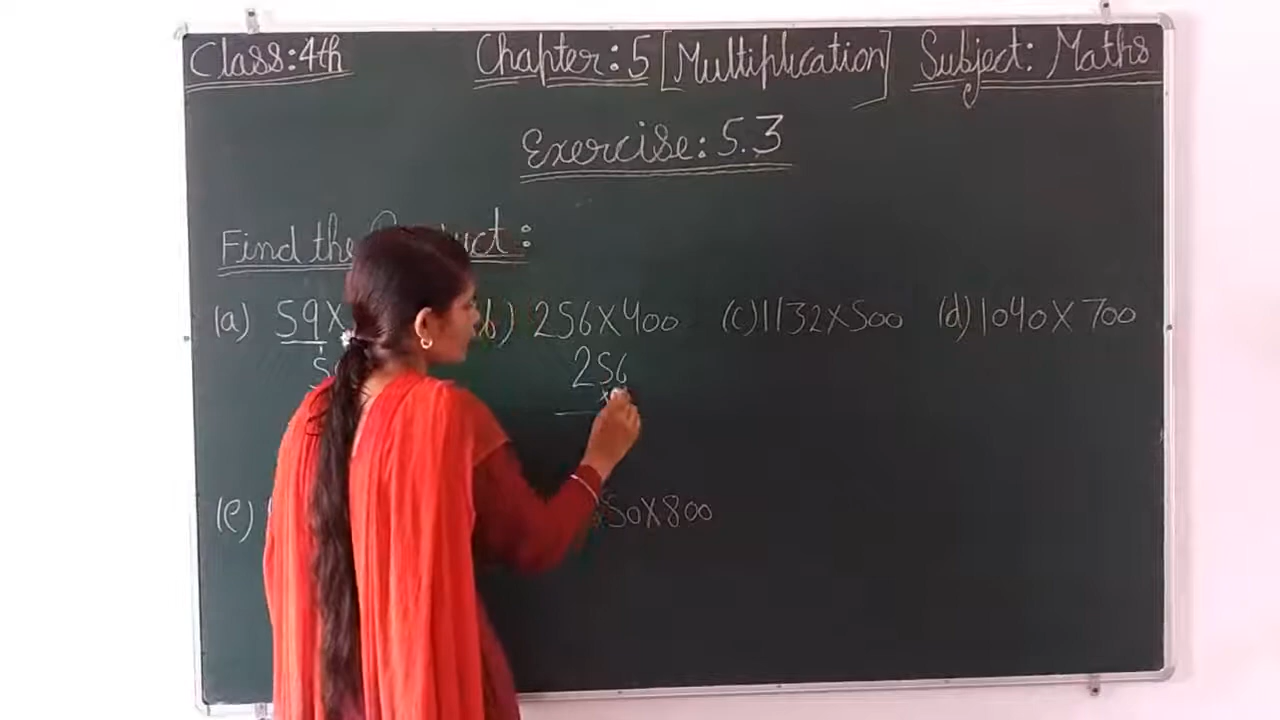 Class: 4th Chapter: 5 [Multiplication] Subject: Maths
Exercise: 5.3
Find the :
(a) 59X (b) 256X400 (c) 1132X500 (d) 1040X700
256
(e) 50X800